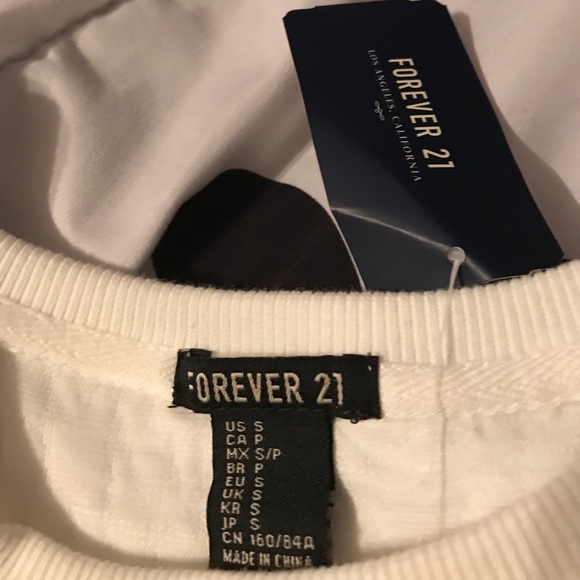 FOREVER 21
LOS ANGELES, CALIFORNIA
FOREVER 21
US S
CA P
MX S/P
BR P
EU S
UK S
KR S
JP S
CN 160/84A
MADE IN CHINA